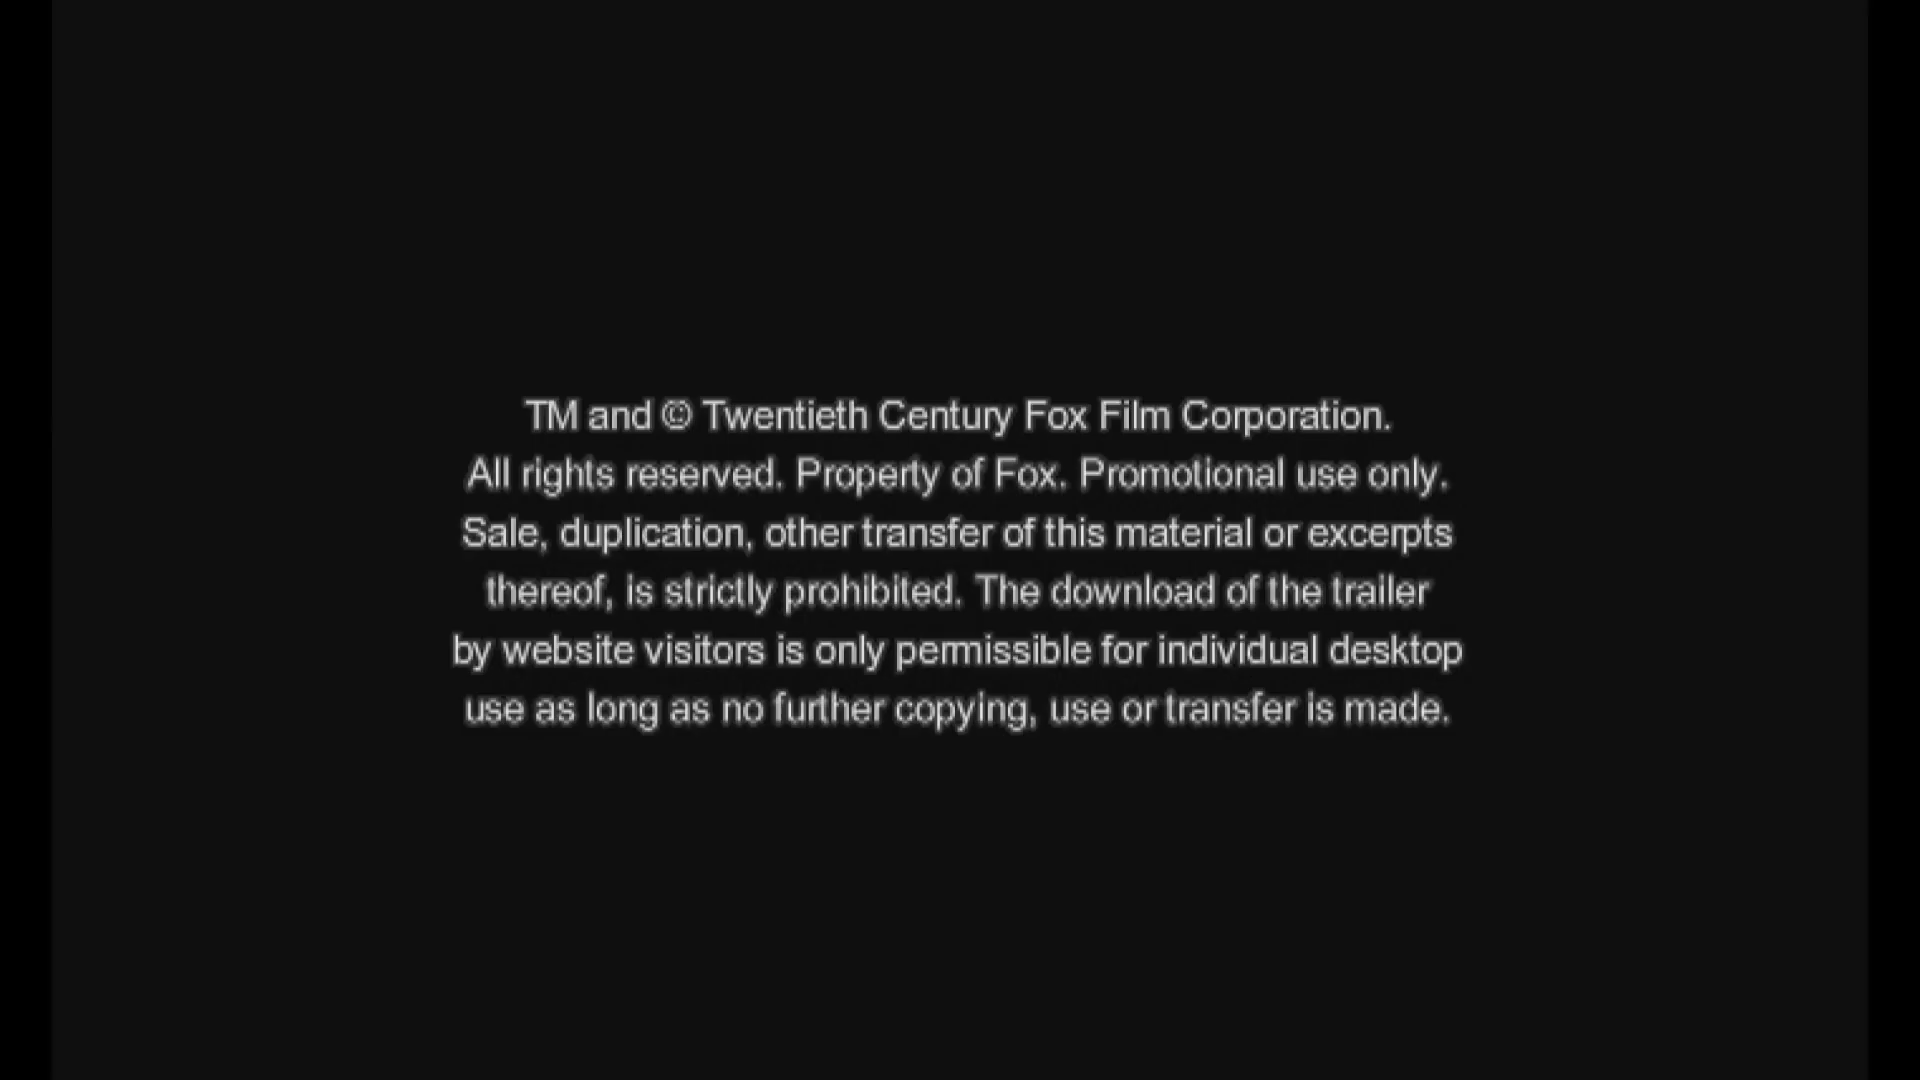 TM and © Twentieth Century Fox Film Corporation.
All rights reserved. Property of Fox. Promotional use only.
Sale, duplication, other transfer of this material or excerpts
thereof, is strictly prohibited. The download of the trailer
by website visitors is only permissible for individual desktop
use as long as no further copying, use or transfer is made.